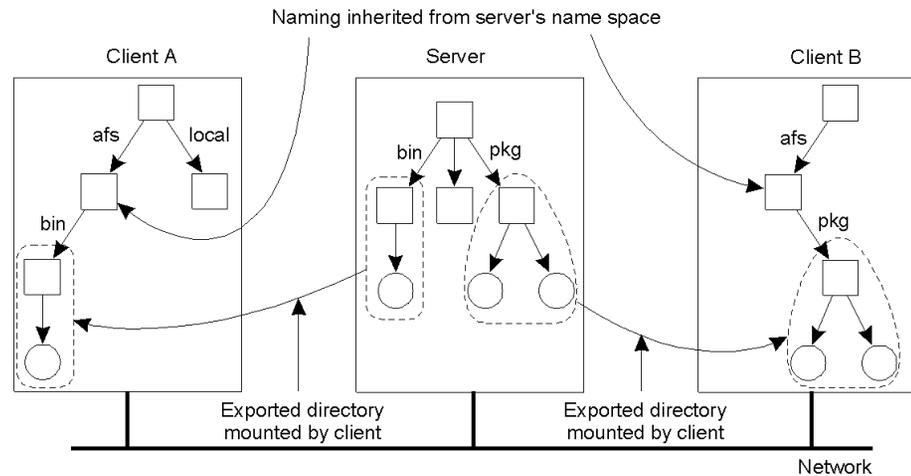 Naming inherited from server's name space
Client A
Server
Client B
afs
local
bin
pkg
afs
bin
pkg
Exported directory
mounted by client
Exported directory
mounted by client
Network